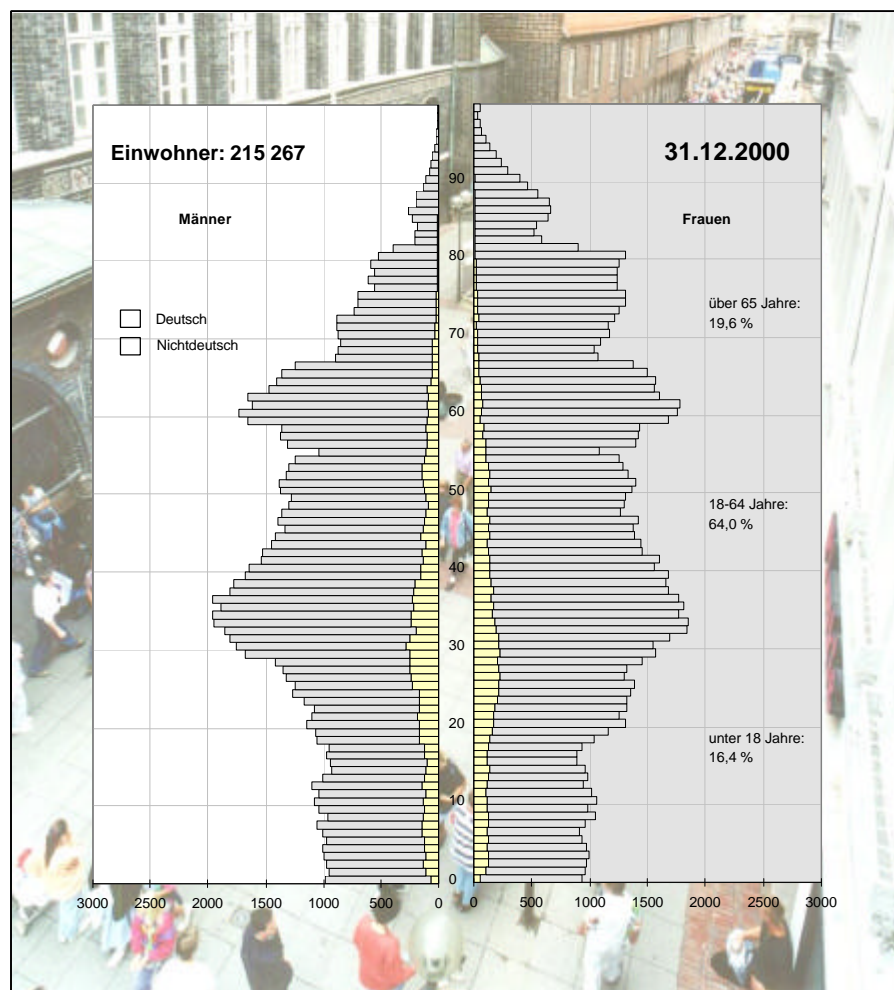 Einwohner: 215 267
31.12.2000
Männer
Frauen
Deutsch
Nichtdeutsch
über 65 Jahre:
19,6 %
18-64 Jahre:
64,0 %
unter 18 Jahre:
16,4 %
90
80
70
60
50
40
30
20
10
0
3000 2500 2000 1500 1000 500 0 0 500 1000 1500 2000 2500 3000